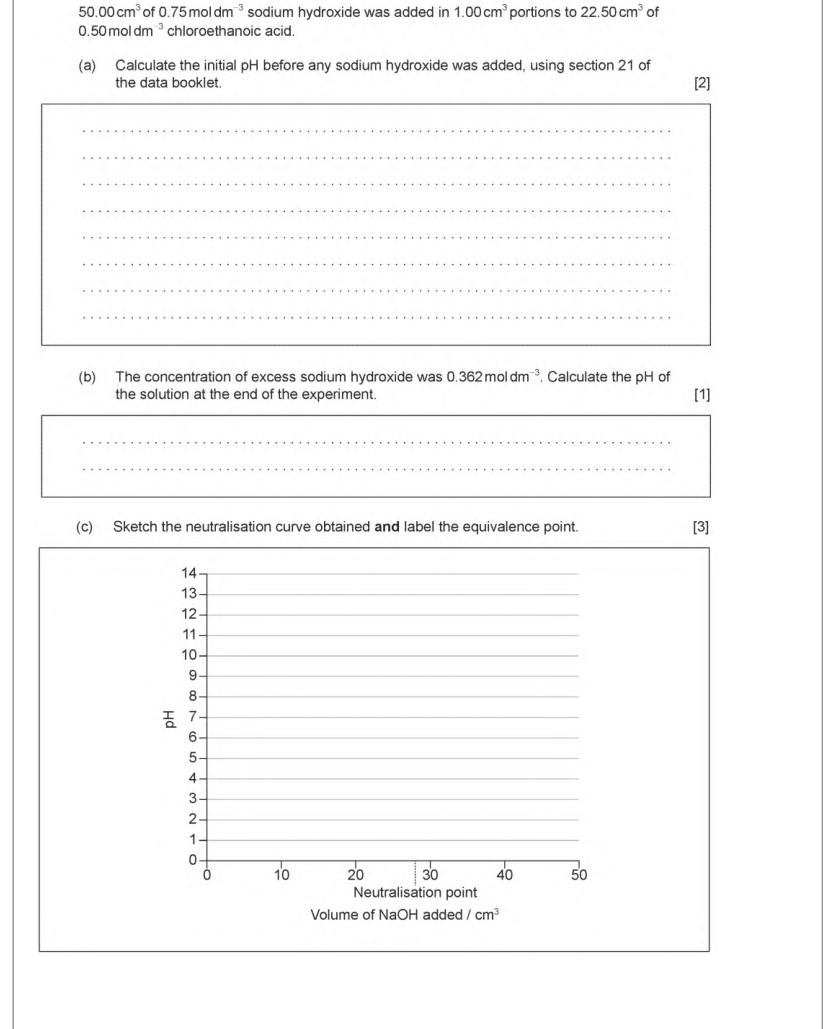 50.00 cm³ of 0.75 mol dm⁻³ sodium hydroxide was added in 1.00 cm³ portions to 22.50 cm³ of
0.50 mol dm⁻³ chloroethanoic acid.
(a) Calculate the initial pH before any sodium hydroxide was added, using section 21 of
the data booklet. [2]
(b) The concentration of excess sodium hydroxide was 0.362 mol dm⁻³. Calculate the pH of
the solution at the end of the experiment. [1]
(c) Sketch the neutralisation curve obtained and label the equivalence point. [3]
14
13
12
11
10
9
8
pH 7
6
5
4
3
2
1
0
0 10 20 30 40 50
Neutralisation point
Volume of NaOH added / cm³